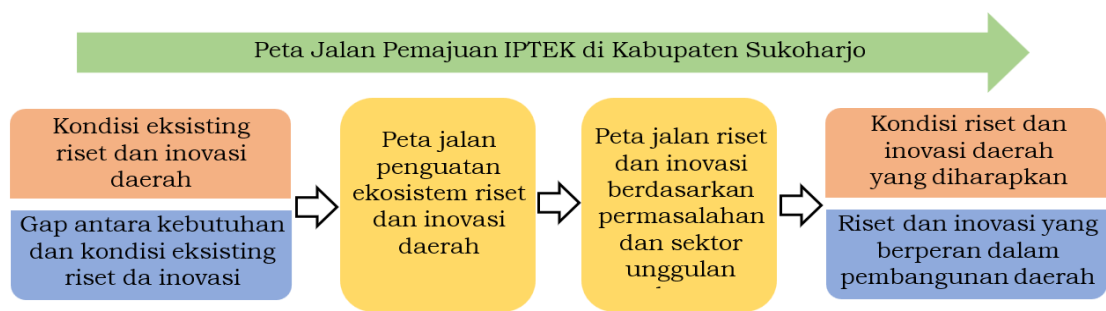 Peta Jalan Pemajuan IPTEK di Kabupaten Sukoharjo
Kondisi eksisting
riset dan inovasi
daerah
Gap antara kebutuhan
dan kondisi eksisting
riset da inovasi
Peta jalan
penguatan
ekosistem riset
dan inovasi
daerah
Peta jalan riset
dan inovasi
berdasarkan
permasalahan
dan sektor
unggulan
Kondisi riset dan
inovasi daerah
yang diharapkan
Riset dan inovasi yang
berperan dalam
pembangunan daerah